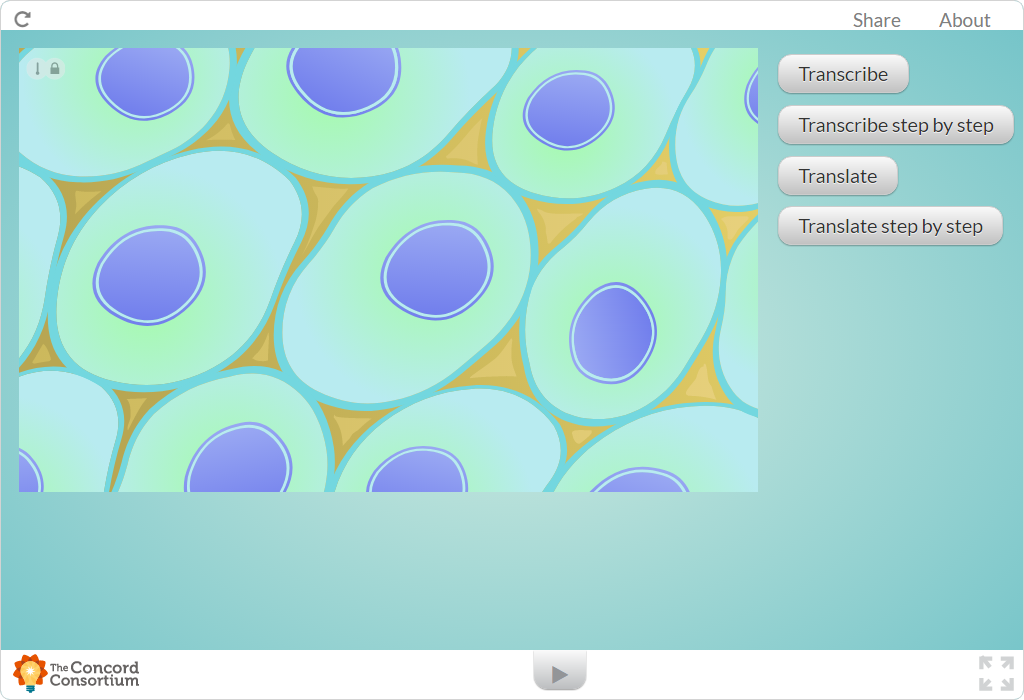 Share
About
Transcribe
Transcribe step by step
Translate
Translate step by step
The Concord
Consortium